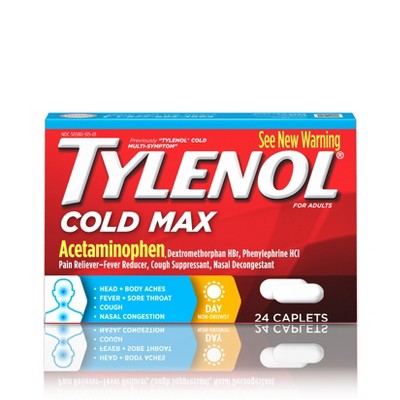 Previously "TYLENOL® COLD
MULTI-SYMPTOM"
See New Warning
TYLENOL®
FOR ADULTS
COLD MAX
Acetaminophen, Dextromethorphan HBr, Phenylephrine HCl
Pain Reliever–Fever Reducer, Cough Suppressant, Nasal Decongestant
HEAD + BODY ACHES
FEVER + SORE THROAT
COUGH
NASAL CONGESTION
DAY
NON-DROWSY
24 CAPLETS